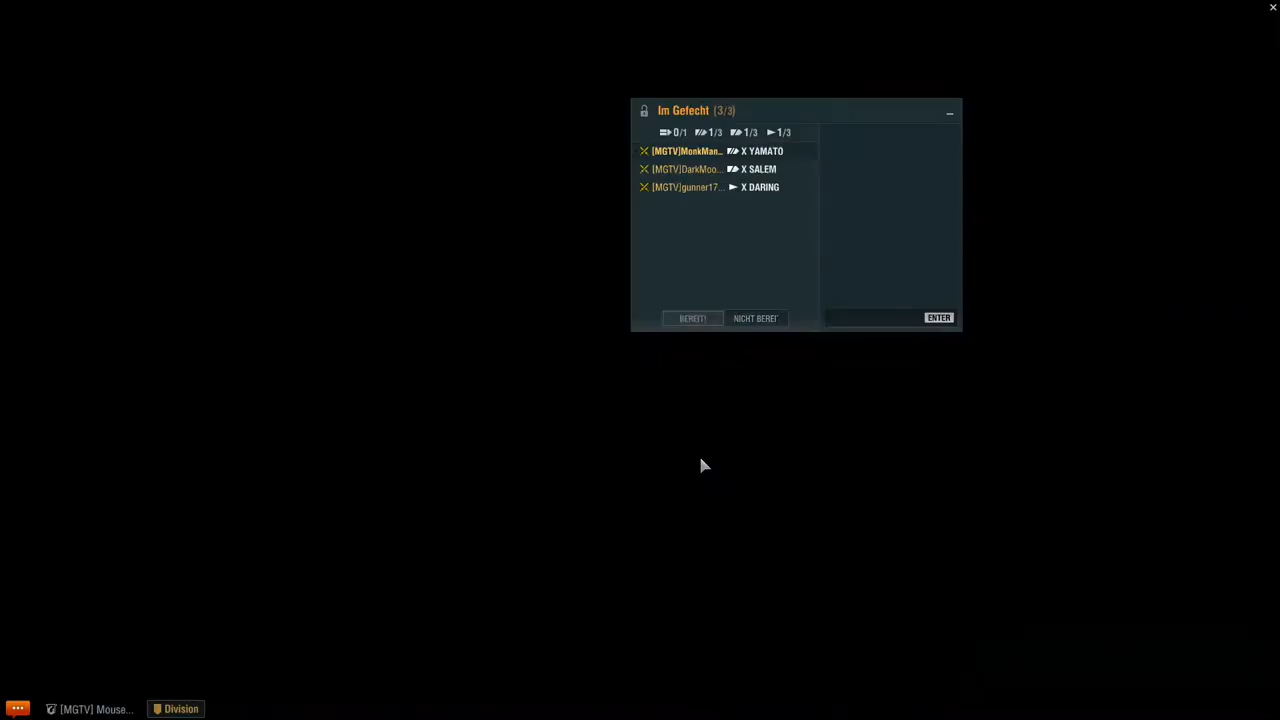 Im Gefecht (3/3)
0/1 1/3 1/3 1/3
[MGTV]MonkMan... X YAMATO
[MGTV]DarkMoo... X SALEM
[MGTV]gunner17... X DARING
BEREIT! NICHT BEREI
ENTER
[MGTV] Mouse... Division